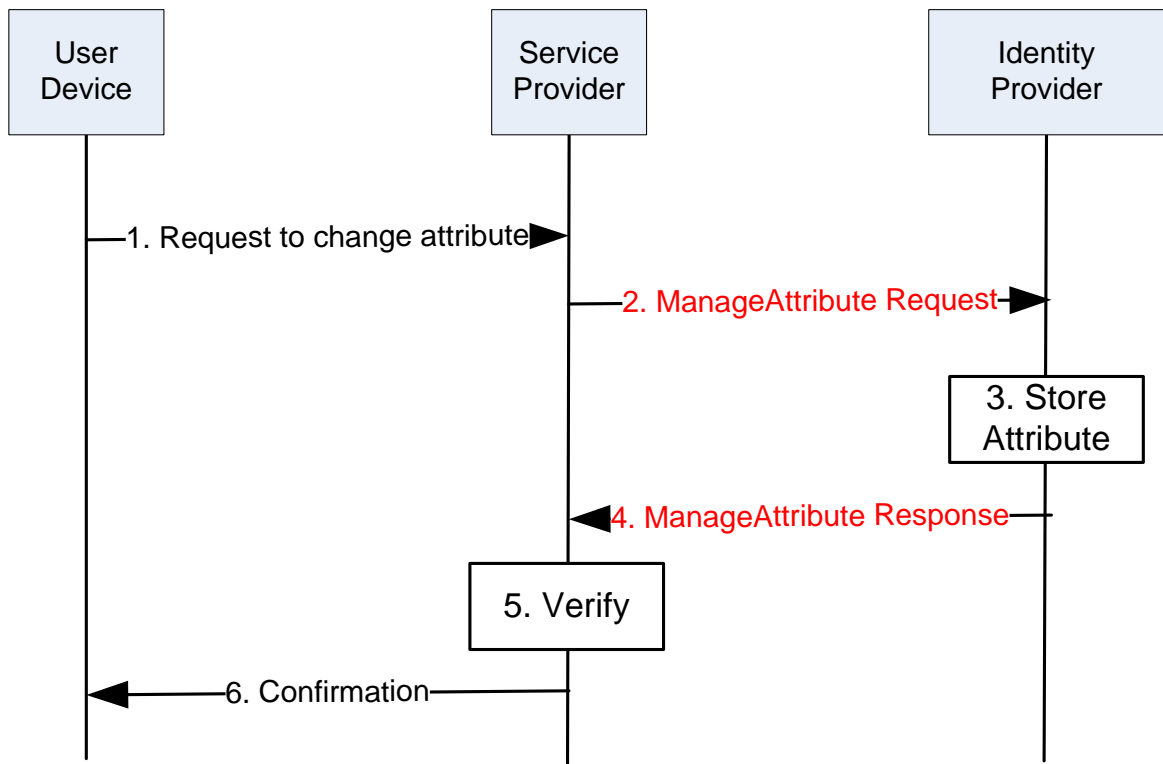 User
Device
Service
Provider
Identity
Provider
1. Request to change attribute
2. ManageAttribute Request
3. Store
Attribute
4. ManageAttribute Response
5. Verify
6. Confirmation